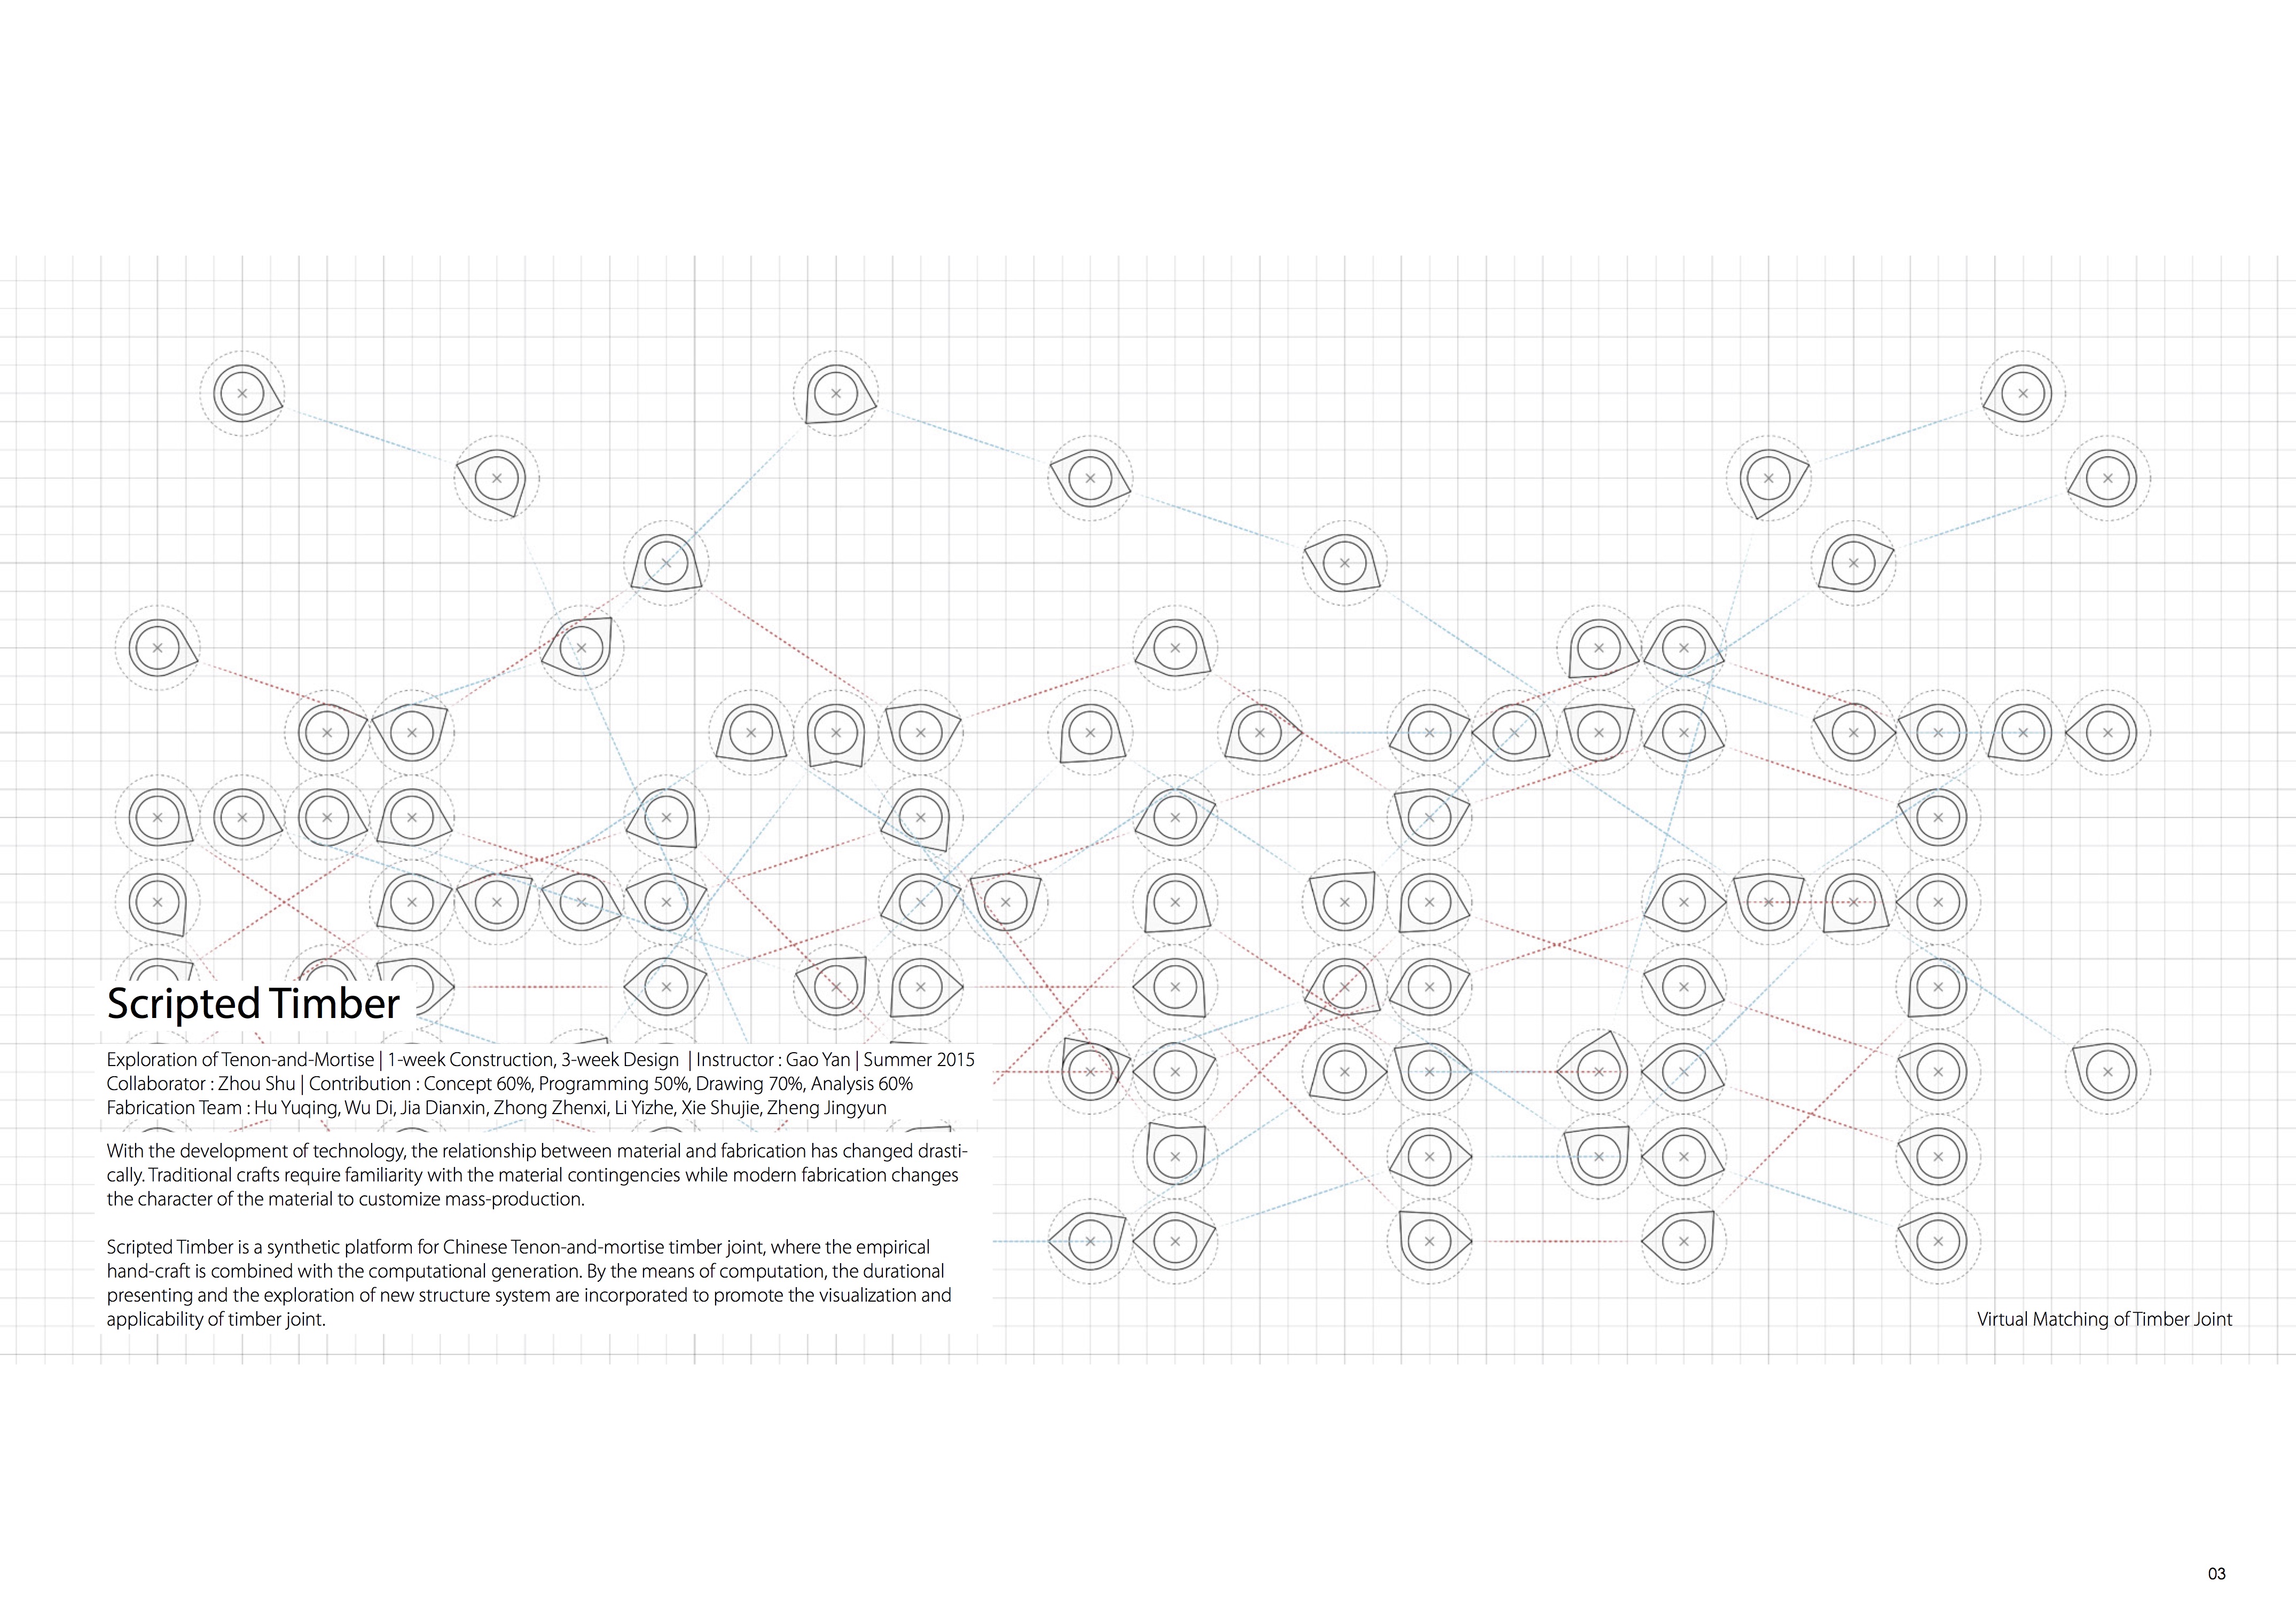 Scripted Timber
Exploration of Tenon-and-Mortise | 1-week Construction, 3-week Design | Instructor : Gao Yan | Summer 2015
Collaborator : Zhou Shu | Contribution : Concept 60%, Programming 50%, Drawing 70%, Analysis 60%
Fabrication Team : Hu Yuqing, Wu Di, Jia Dianxin, Zhong Zhenxi, Li Yizhe, Xie Shujie, Zheng Jingyun
With the development of technology, the relationship between material and fabrication has changed drasti-
cally. Traditional crafts require familiarity with the material contingencies while modern fabrication changes
the character of the material to customize mass-production.
Scripted Timber is a synthetic platform for Chinese Tenon-and-mortise timber joint, where the empirical
hand-craft is combined with the computational generation. By the means of computation, the durational
presenting and the exploration of new structure system are incorporated to promote the visualization and
applicability of timber joint.
Virtual Matching of Timber Joint
03